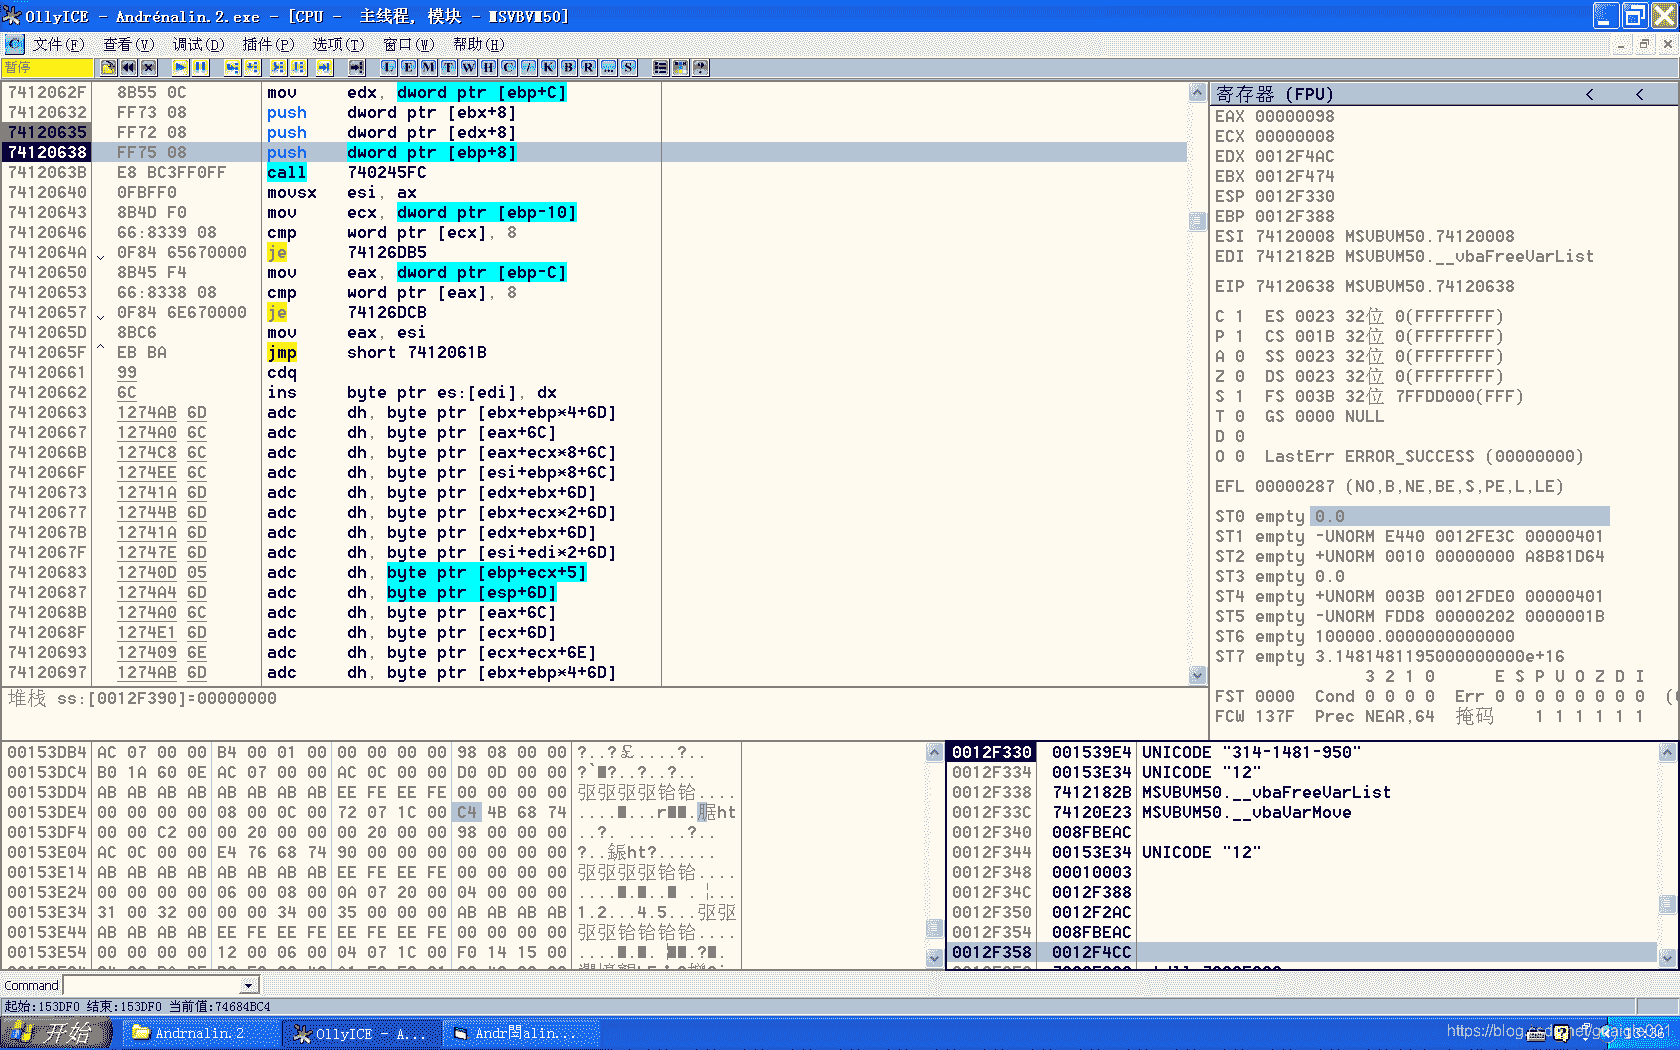 OllyICE - Andrénalin.2.exe - [CPU - 主线程, 模块 - MSVBVM50]
文件(F) 查看(V) 调试(D) 插件(P) 选项(T) 窗口(W) 帮助(H)
暂停 L E M T W H C / K B R ... S
7412062F 8B55 0C mov edx, dword ptr [ebp+C]
74120632 FF73 08 push dword ptr [ebx+8]
74120635 FF72 08 push dword ptr [edx+8]
74120638 FF75 08 push dword ptr [ebp+8]
7412063B E8 BC3FF0FF call 740245FC
74120640 0FBFF0 movsx esi, ax
74120643 8B4D F0 mov ecx, dword ptr [ebp-10]
74120646 66:8339 08 cmp word ptr [ecx], 8
7412064A 0F84 65670000 je 74126DB5
74120650 8B45 F4 mov eax, dword ptr [ebp-C]
74120653 66:8338 08 cmp word ptr [eax], 8
74120657 0F84 6E670000 je 74126DCB
7412065D 8BC6 mov eax, esi
7412065F EB BA jmp short 7412061B
74120661 99 cdq
74120662 6C ins byte ptr es:[edi], dx
74120663 1274AB 6D adc dh, byte ptr [ebx+ebp*4+6D]
74120667 1274A0 6C adc dh, byte ptr [eax+6C]
7412066B 1274C8 6C adc dh, byte ptr [eax+ecx*8+6C]
7412066F 1274EE 6C adc dh, byte ptr [esi+ebp*8+6C]
74120673 12741A 6D adc dh, byte ptr [edx+ebx+6D]
74120677 12744B 6D adc dh, byte ptr [ebx+ecx*2+6D]
7412067B 12741A 6D adc dh, byte ptr [edx+ebx+6D]
7412067F 12747E 6D adc dh, byte ptr [esi+edi*2+6D]
74120683 12740D 05 adc dh, byte ptr [ebp+ecx+5]
74120687 1274A4 6D adc dh, byte ptr [esp+6D]
7412068B 1274A0 6C adc dh, byte ptr [eax+6C]
7412068F 1274E1 6D adc dh, byte ptr [ecx+6D]
74120693 127409 6E adc dh, byte ptr [ecx+ecx+6E]
74120697 1274AB 6D adc dh, byte ptr [ebx+ebp*4+6D]
堆栈 ss:[0012F390]=00000000
寄存器 (FPU) < <
EAX 00000098
ECX 00000008
EDX 0012F4AC
EBX 0012F474
ESP 0012F330
EBP 0012F388
ESI 74120008 MSVBVM50.74120008
EDI 7412182B MSVBVM50.__vbaFreeVarList
EIP 74120638 MSVBVM50.74120638
C 1 ES 0023 32位 0(FFFFFFFF)
P 1 CS 001B 32位 0(FFFFFFFF)
A 0 SS 0023 32位 0(FFFFFFFF)
Z 0 DS 0023 32位 0(FFFFFFFF)
S 1 FS 003B 32位 7FFDD000(FFF)
T 0 GS 0000 NULL
D 0
O 0 LastErr ERROR_SUCCESS (00000000)
EFL 00000287 (NO,B,NE,BE,S,PE,L,LE)
ST0 empty 0.0
ST1 empty -UNORM E440 0012FE3C 00000401
ST2 empty +UNORM 0010 00000000 A8B81D64
ST3 empty 0.0
ST4 empty +UNORM 003B 0012FDE0 00000401
ST5 empty -UNORM FDD8 00000202 0000001B
ST6 empty 100000.0000000000000
ST7 empty 3.1481481195000000000e+16
3 2 1 0 E S P U O Z D I
FST 0000 Cond 0 0 0 0 Err 0 0 0 0 0 0 0 0
FCW 137F Prec NEAR,64 掩码 1 1 1 1 1 1
00153DB4 AC 07 00 00 B4 00 01 00 00 00 00 00 98 08 00 00 ?..?£....?..
00153DC4 B0 1A 60 0E AC 07 00 00 AC 0C 00 00 D0 0D 00 00
00153DD4 AB AB AB AB AB AB AB AB EE FE EE FE 00 00 00 00 驱驱驱驱铪铪....
00153DE4 00 00 00 00 08 00 0C 00 72 07 1C 00 C4 4B 68 74
00153DF4 00 00 C2 00 00 20 00 00 00 20 00 00 98 00 00 00 ..?. ... ..?..
00153E04 AC 0C 00 00 E4 76 68 74 90 00 00 00 00 00 00 00
00153E14 AB AB AB AB AB AB AB AB EE FE EE FE 00 00 00 00 驱驱驱驱铪铪....
00153E24 00 00 00 00 06 00 08 00 0A 07 20 00 04 00 00 00
00153E34 31 00 32 00 00 00 34 00 35 00 00 00 AB AB AB AB 1.2...4.5...驱驱
00153E44 AB AB AB AB EE FE EE FE EE FE EE FE 00 00 00 00 驱驱铪铪铪铪....
00153E54 00 00 00 00 12 00 06 00 04 07 1C 00 F0 14 15 00
0012F330 001539E4 UNICODE "314-1481-950"
0012F334 00153E34 UNICODE "12"
0012F338 7412182B MSVBVM50.__vbaFreeVarList
0012F33C 74120E23 MSVBVM50.__vbaVarMove
0012F340 008FBEAC
0012F344 00153E34 UNICODE "12"
0012F348 00010003
0012F34C 0012F388
0012F350 0012F2AC
0012F354 008FBEAC
0012F358 0012F4CC
Command
起始:153DF0 结束:153DF0 当前值:74684BC4
开始 Andrnalin.2 OllyICE - A... Andr閚alin....